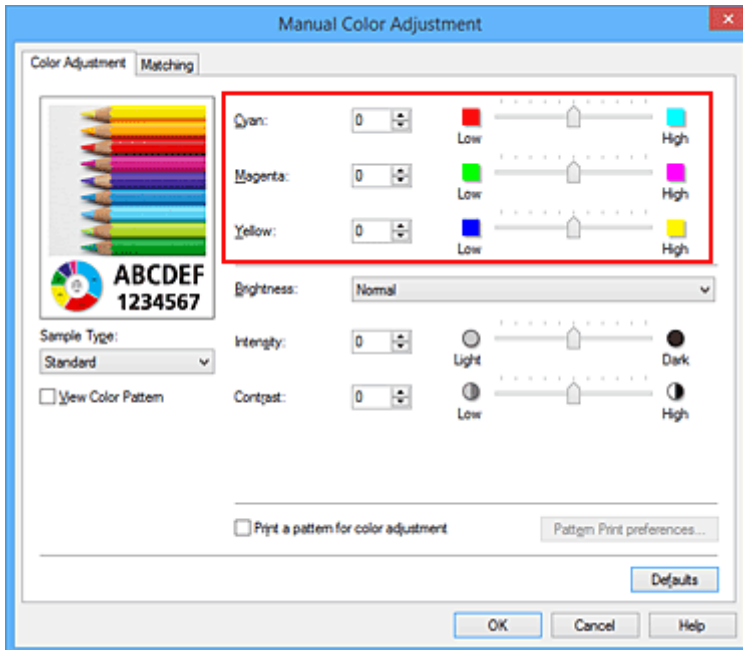 Manual Color Adjustment
Color Adjustment
Matching
Cyan:
0
Low
High
Magenta:
0
Low
High
Yellow:
0
Low
High
ABCDEF
1234567
Brightness:
Normal
Sample Type:
Standard
Intensity:
0
Light
Dark
View Color Pattern
Contrast:
0
Low
High
Print a pattern for color adjustment
Pattern Print preferences...
Defaults
OK
Cancel
Help